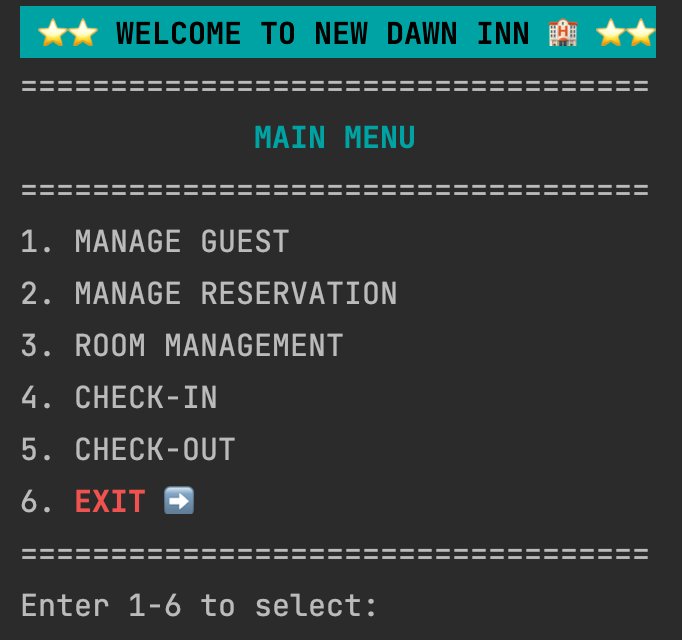 ⭐⭐ WELCOME TO NEW DAWN INN 🏨 ⭐⭐
===================================
MAIN MENU
===================================
1. MANAGE GUEST
2. MANAGE RESERVATION
3. ROOM MANAGEMENT
4. CHECK-IN
5. CHECK-OUT
6. EXIT ➡️
===================================
Enter 1-6 to select: